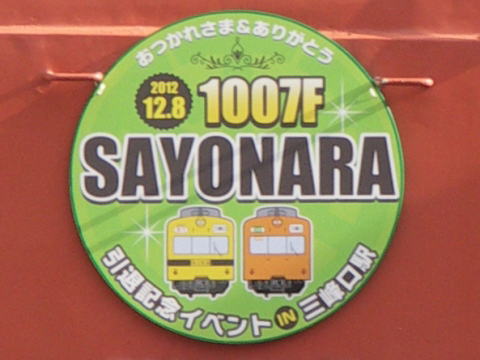 おつかれさま&ありがとう
2012
12.8
1007F
SAYONARA
引退記念イベント IN 三峰口駅